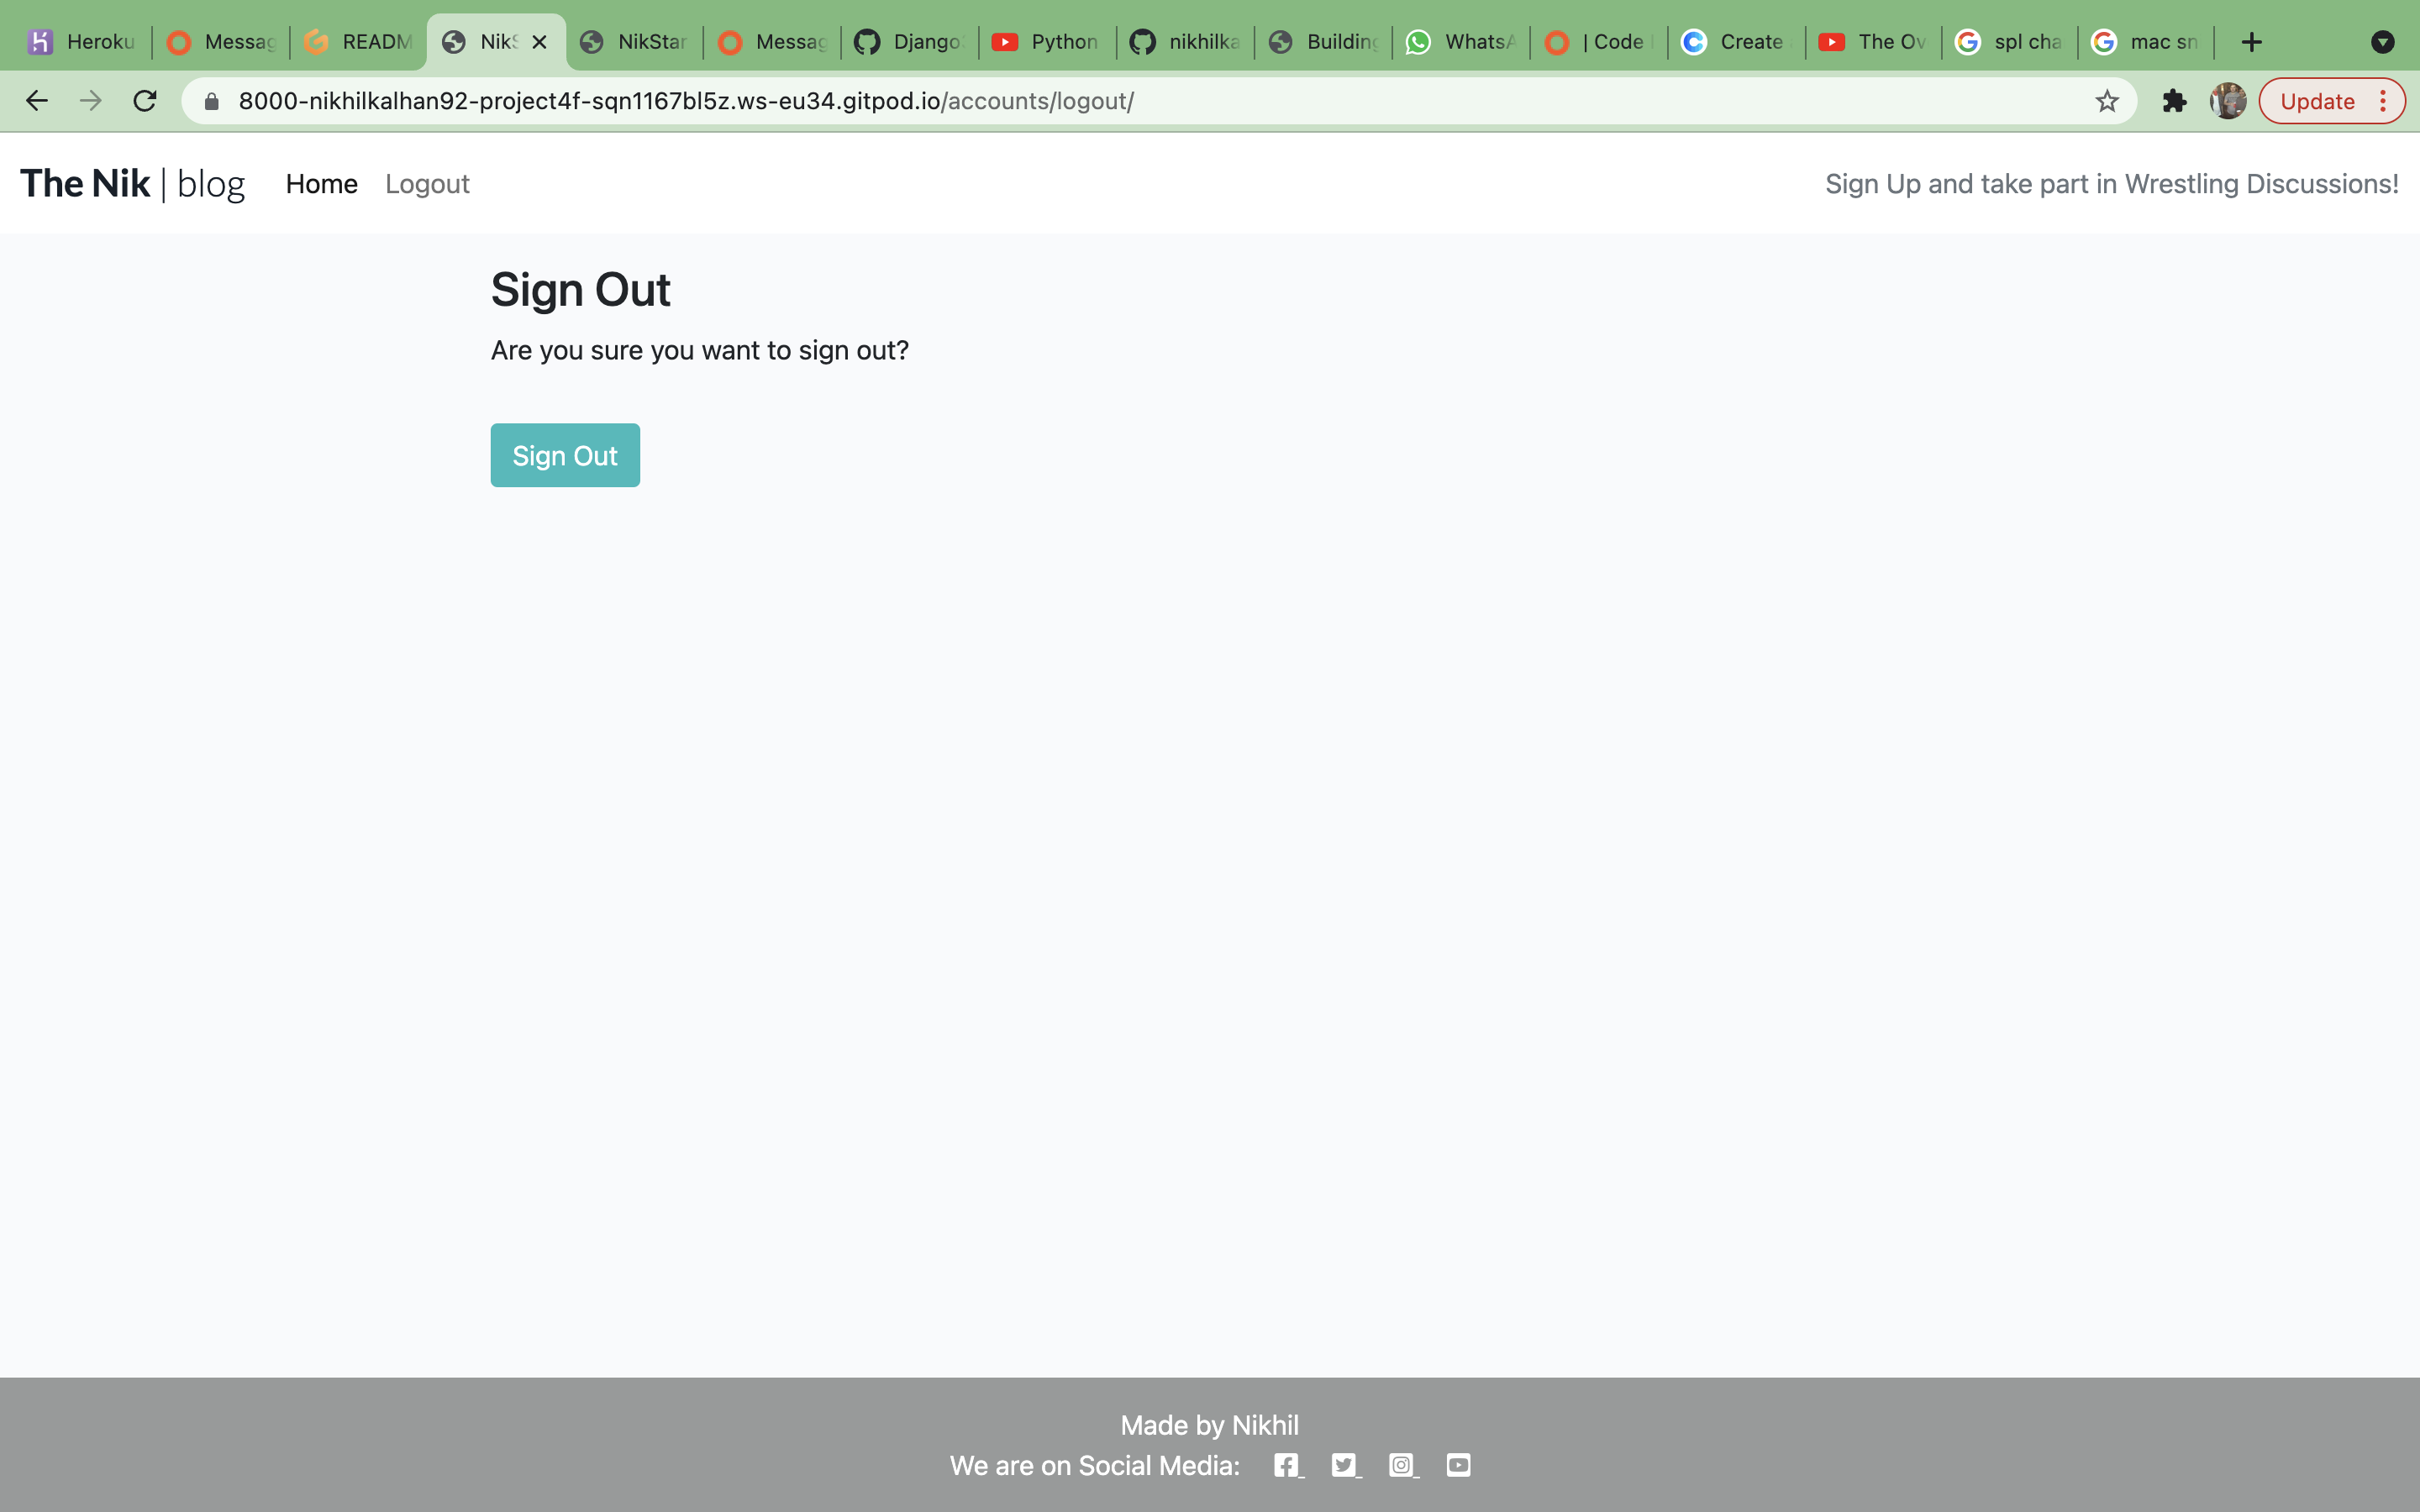 Heroku Messag READM NikS NikStar Messag Django Python nikhilka Building WhatsA | Code Create The Ov spl cha mac sn
8000-nikhilkalhan92-project4f-sqn1167bl5z.ws-eu34.gitpod.io/accounts/logout/ Update
The Nik | blog Home Logout Sign Up and take part in Wrestling Discussions!
Sign Out
Are you sure you want to sign out?
Sign Out
Made by Nikhil
We are on Social Media: